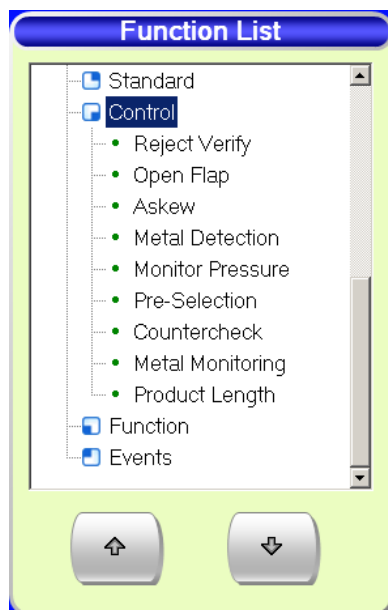 Function List
Standard
Control
Reject Verify
Open Flap
Askew
Metal Detection
Monitor Pressure
Pre-Selection
Countercheck
Metal Monitoring
Product Length
Function
Events